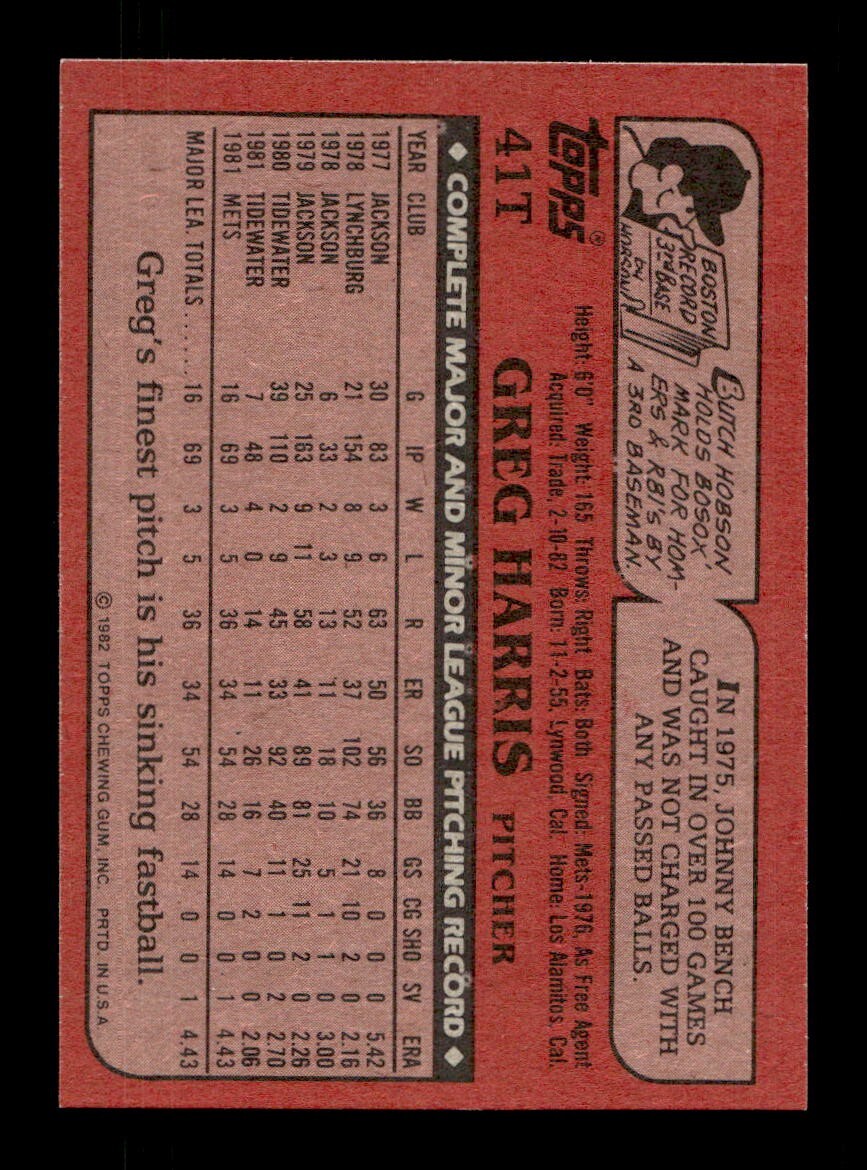 BOSTON
RECORD
3rd BASE
by
HOBSON
BUTCH HOBSON
HOLDS BOSOX'
MARK FOR HOM-
ERS & RBI'S BY
A 3RD BASEMAN.
IN 1975, JOHNNY BENCH
CAUGHT IN OVER 100 GAMES
AND WAS NOT CHARGED WITH
ANY PASSED BALLS.
TOPPS®
41T
Height: 6'0" Weight: 165 Throws: Right Bats: Both Signed: Mets-1976, As Free Agent
Acquired: Trade, 2-10-82 Born: 11-2-55, Lynwood, Cal. Home: Los Alamitos, Cal.
GREG HARRIS PITCHER
◆ COMPLETE MAJOR AND MINOR LEAGUE PITCHING RECORD ◆
YEAR CLUB G IP W L R ER SO BB GS CG SHO SV ERA
1977 JACKSON 30 83 3 6 63 50 56 36 8 0 0 0 5.42
1978 LYNCHBURG 21 154 8 9 52 37 102 74 21 10 2 0 2.16
1978 JACKSON 6 33 2 3 13 11 18 10 5 1 1 0 3.00
1979 JACKSON 25 163 9 11 58 41 89 81 25 11 2 0 2.26
1980 TIDEWATER 39 110 2 9 45 33 92 40 11 1 0 2 2.70
1981 TIDEWATER 7 48 4 0 14 11 26 16 7 2 0 0 2.06
1981 METS 16 69 3 5 36 34 54 28 14 0 0 1 4.43
MAJOR LEA. TOTALS ...... 16 69 3 5 36 34 54 28 14 0 0 1 4.43
Greg's finest pitch is his sinking fastball.
© 1982 TOPPS CHEWING GUM, INC. PRTD. IN U.S.A.